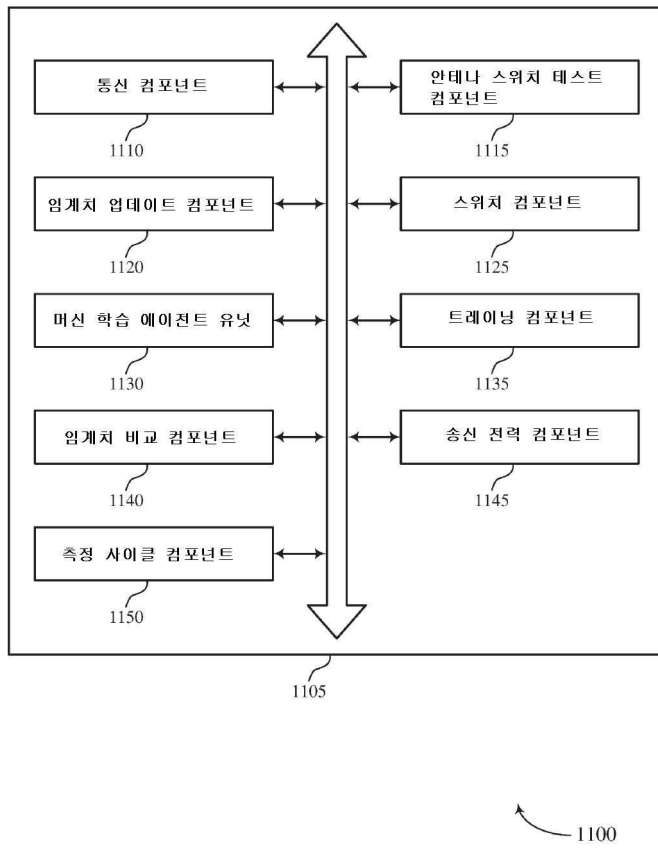 통신 컴포넌트
1110
안테나 스위치 테스트
컴포넌트
1115
임계치 업데이트 컴포넌트
1120
스위치 컴포넌트
1125
머신 학습 에이전트 유닛
1130
트레이닝 컴포넌트
1135
임계치 비교 컴포넌트
1140
송신 전력 컴포넌트
1145
측정 사이클 컴포넌트
1150
1105
1100